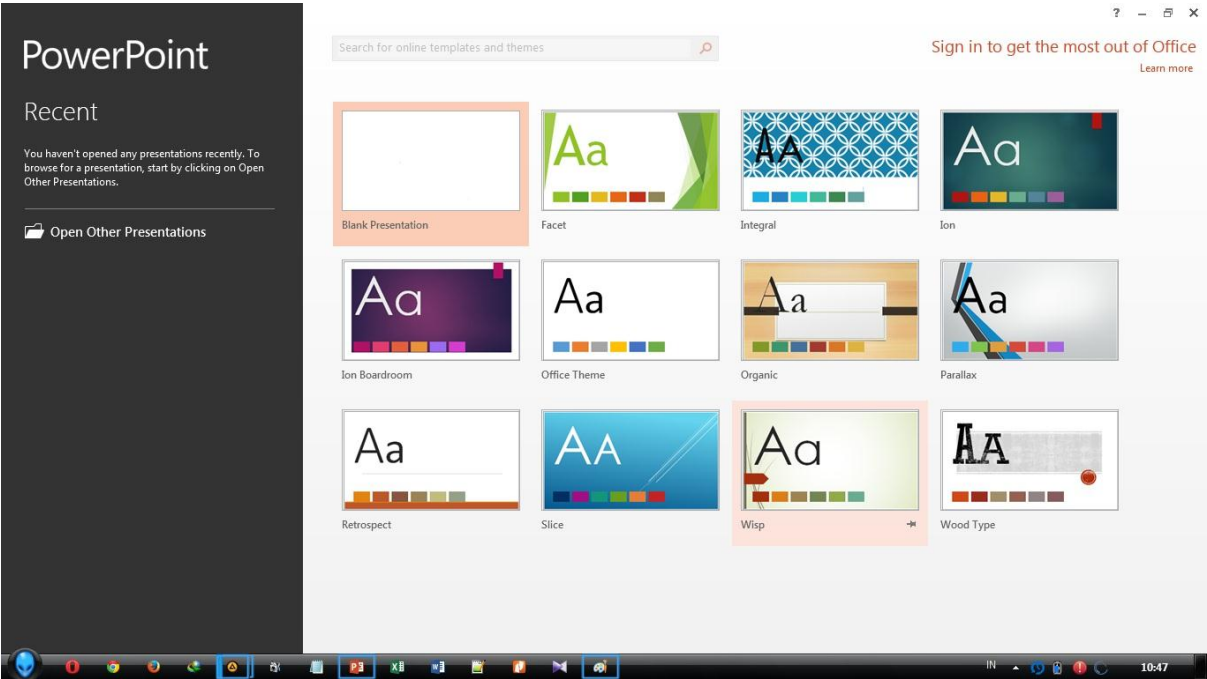 PowerPoint
Recent
You haven't opened any presentations recently. To
browse for a presentation, start by clicking on Open
Other Presentations.
Open Other Presentations
?
Search for online templates and themes
Sign in to get the most out of Office
Learn more
Blank Presentation
Aa
Facet
Aa
Integral
Aa
Ion
Aa
Ion Boardroom
Aa
Office Theme
Aa
Organic
Aa
Parallax
Aa
Retrospect
Aa
Slice
Aa
Wisp
Aa
Wood Type
IN
10:47